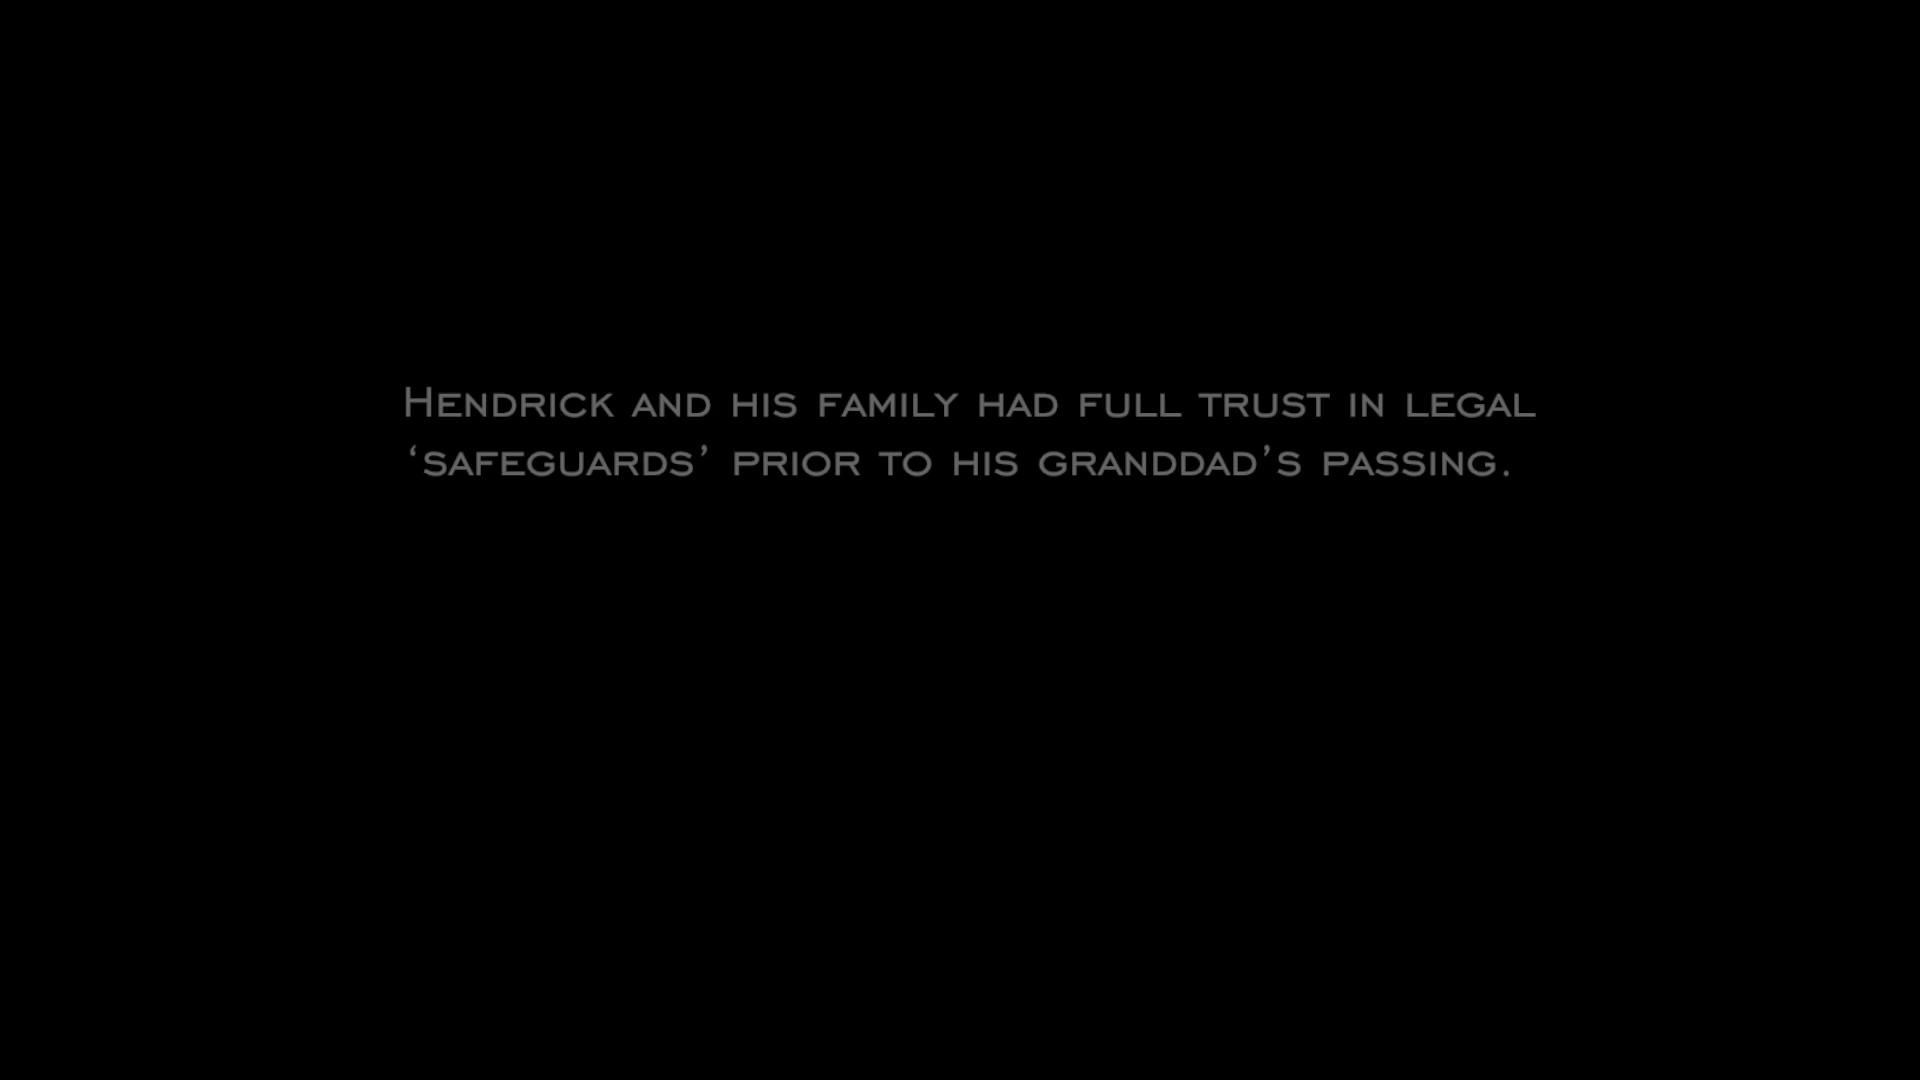 Hendrick and his family had full trust in legal
‘safeguards’ prior to his granddad’s passing.